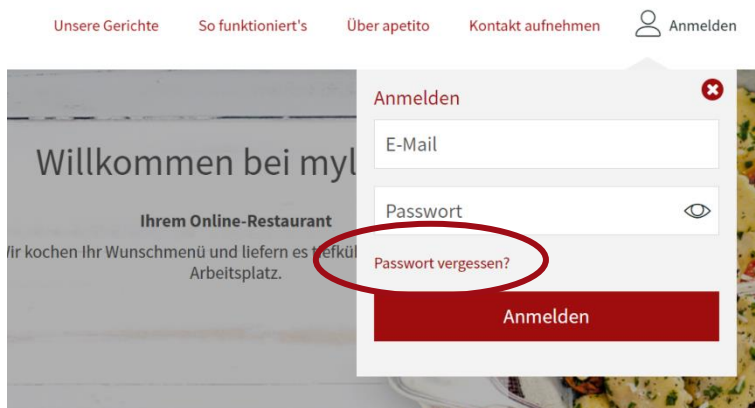 Unsere Gerichte So funktioniert's Über apetito Kontakt aufnehmen Anmelden
Anmelden
E-Mail
Passwort
Passwort vergessen?
Anmelden
Willkommen bei myl
Ihrem Online-Restaurant
ir kochen Ihr Wunschmenü und liefern es tiefkül
Arbeitsplatz.